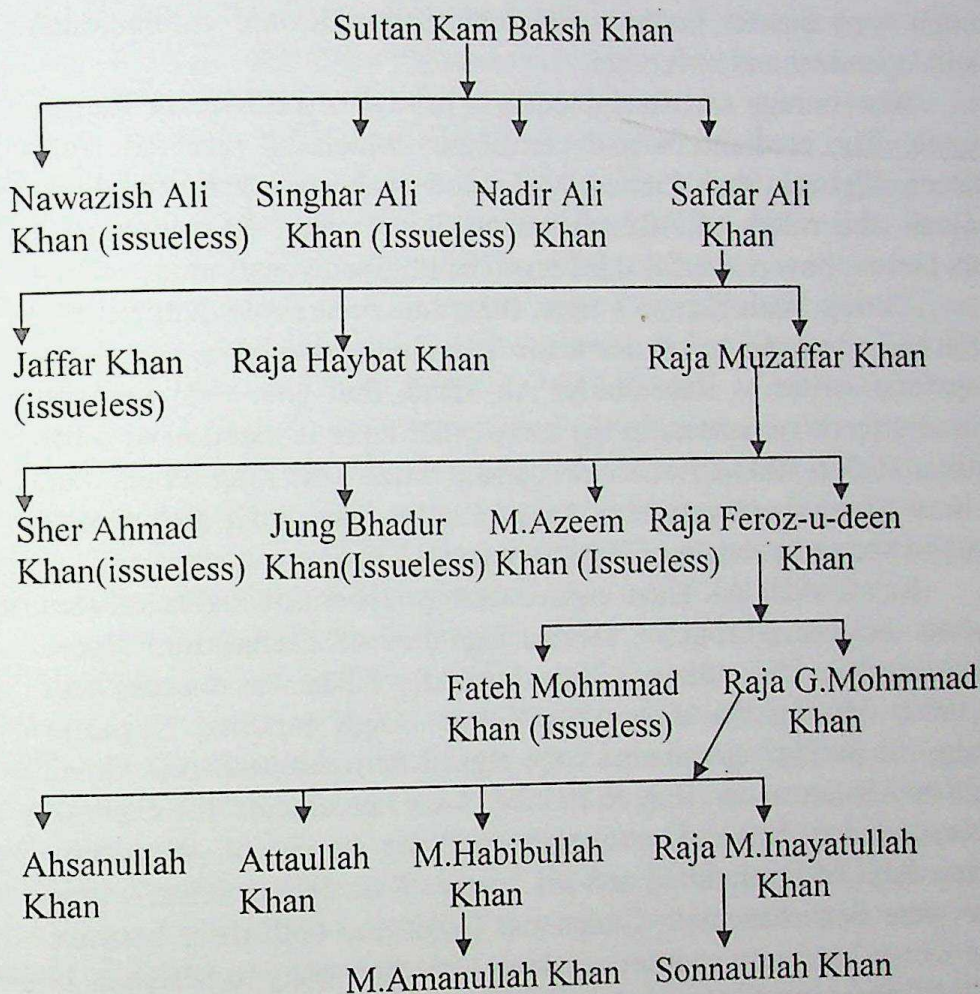 Sultan Kam Baksh Khan
Nawazish Ali Singhar Ali Nadir Ali Safdar Ali
Khan (issueless) Khan (Issueless) Khan Khan
Jaffar Khan Raja Haybat Khan Raja Muzaffar Khan
(issueless)
Sher Ahmad Jung Bhadur M.Azeem Raja Feroz-u-deen
Khan(issueless) Khan(Issueless) Khan (Issueless) Khan
Fateh Mohmmad Raja G.Mohmmad
Khan (Issueless) Khan
Ahsanullah Attaullah M.Habibullah Raja M.Inayatullah
Khan Khan Khan Khan
M.Amanullah Khan Sonnaullah Khan